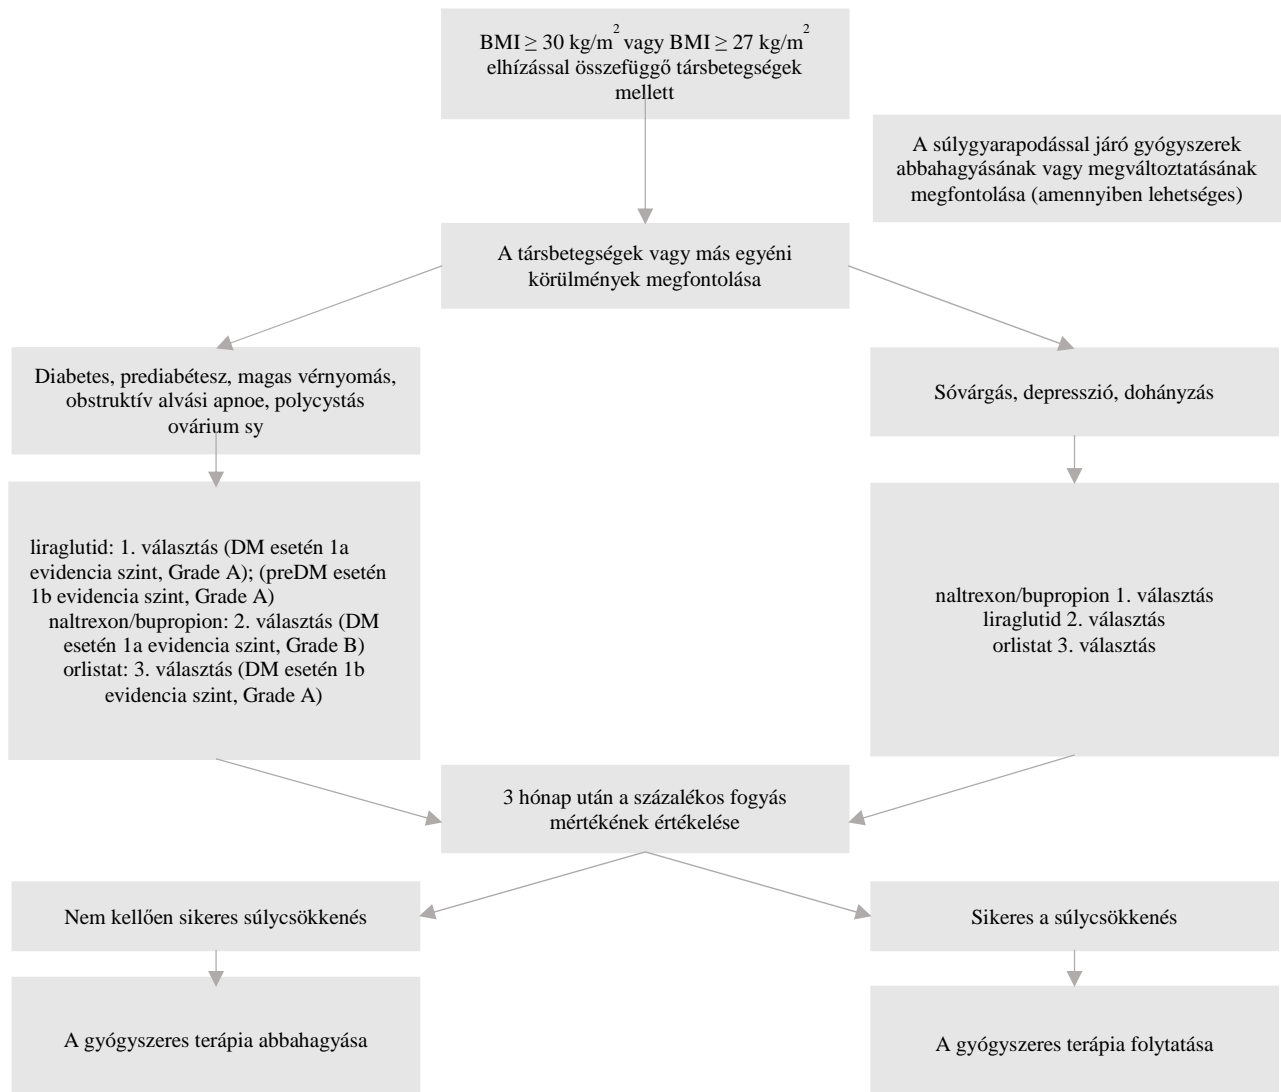 BMI ≥ 30 kg/m² vagy BMI ≥ 27 kg/m²
elhízással összefüggő társbetegségek
mellett
A súlygyarapodással járó gyógyszerek
abbahagyásának vagy megváltoztatásának
megfontolása (amennyiben lehetséges)
A társbetegségek vagy más egyéni
körülmények megfontolása
Diabetes, prediabétesz, magas vérnyomás,
obstruktív alvási apnoe, polycystás
ovárium sy
Sóvárgás, depresszió, dohányzás
liraglutid: 1. választás (DM esetén 1a
evidencia szint, Grade A); (preDM esetén
1b evidencia szint, Grade A)
naltrexon/bupropion: 2. választás (DM
esetén 1a evidencia szint, Grade B)
orlistat: 3. választás (DM esetén 1b
evidencia szint, Grade A)
naltrexon/bupropion 1. választás
liraglutid 2. választás
orlistat 3. választás
3 hónap után a százalékos fogyás
mértékének értékelése
Nem kellően sikeres súlycsökkenés
Sikeres a súlycsökkenés
A gyógyszeres terápia abbahagyása
A gyógyszeres terápia folytatása